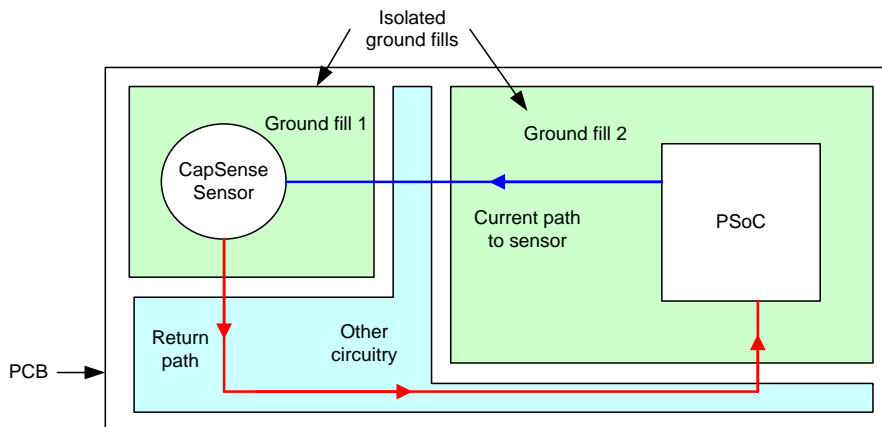 Isolated
ground fills
Ground fill 1
Ground fill 2
CapSense
Sensor
Current path
to sensor
PSoC
Return
path
Other
circuitry
PCB